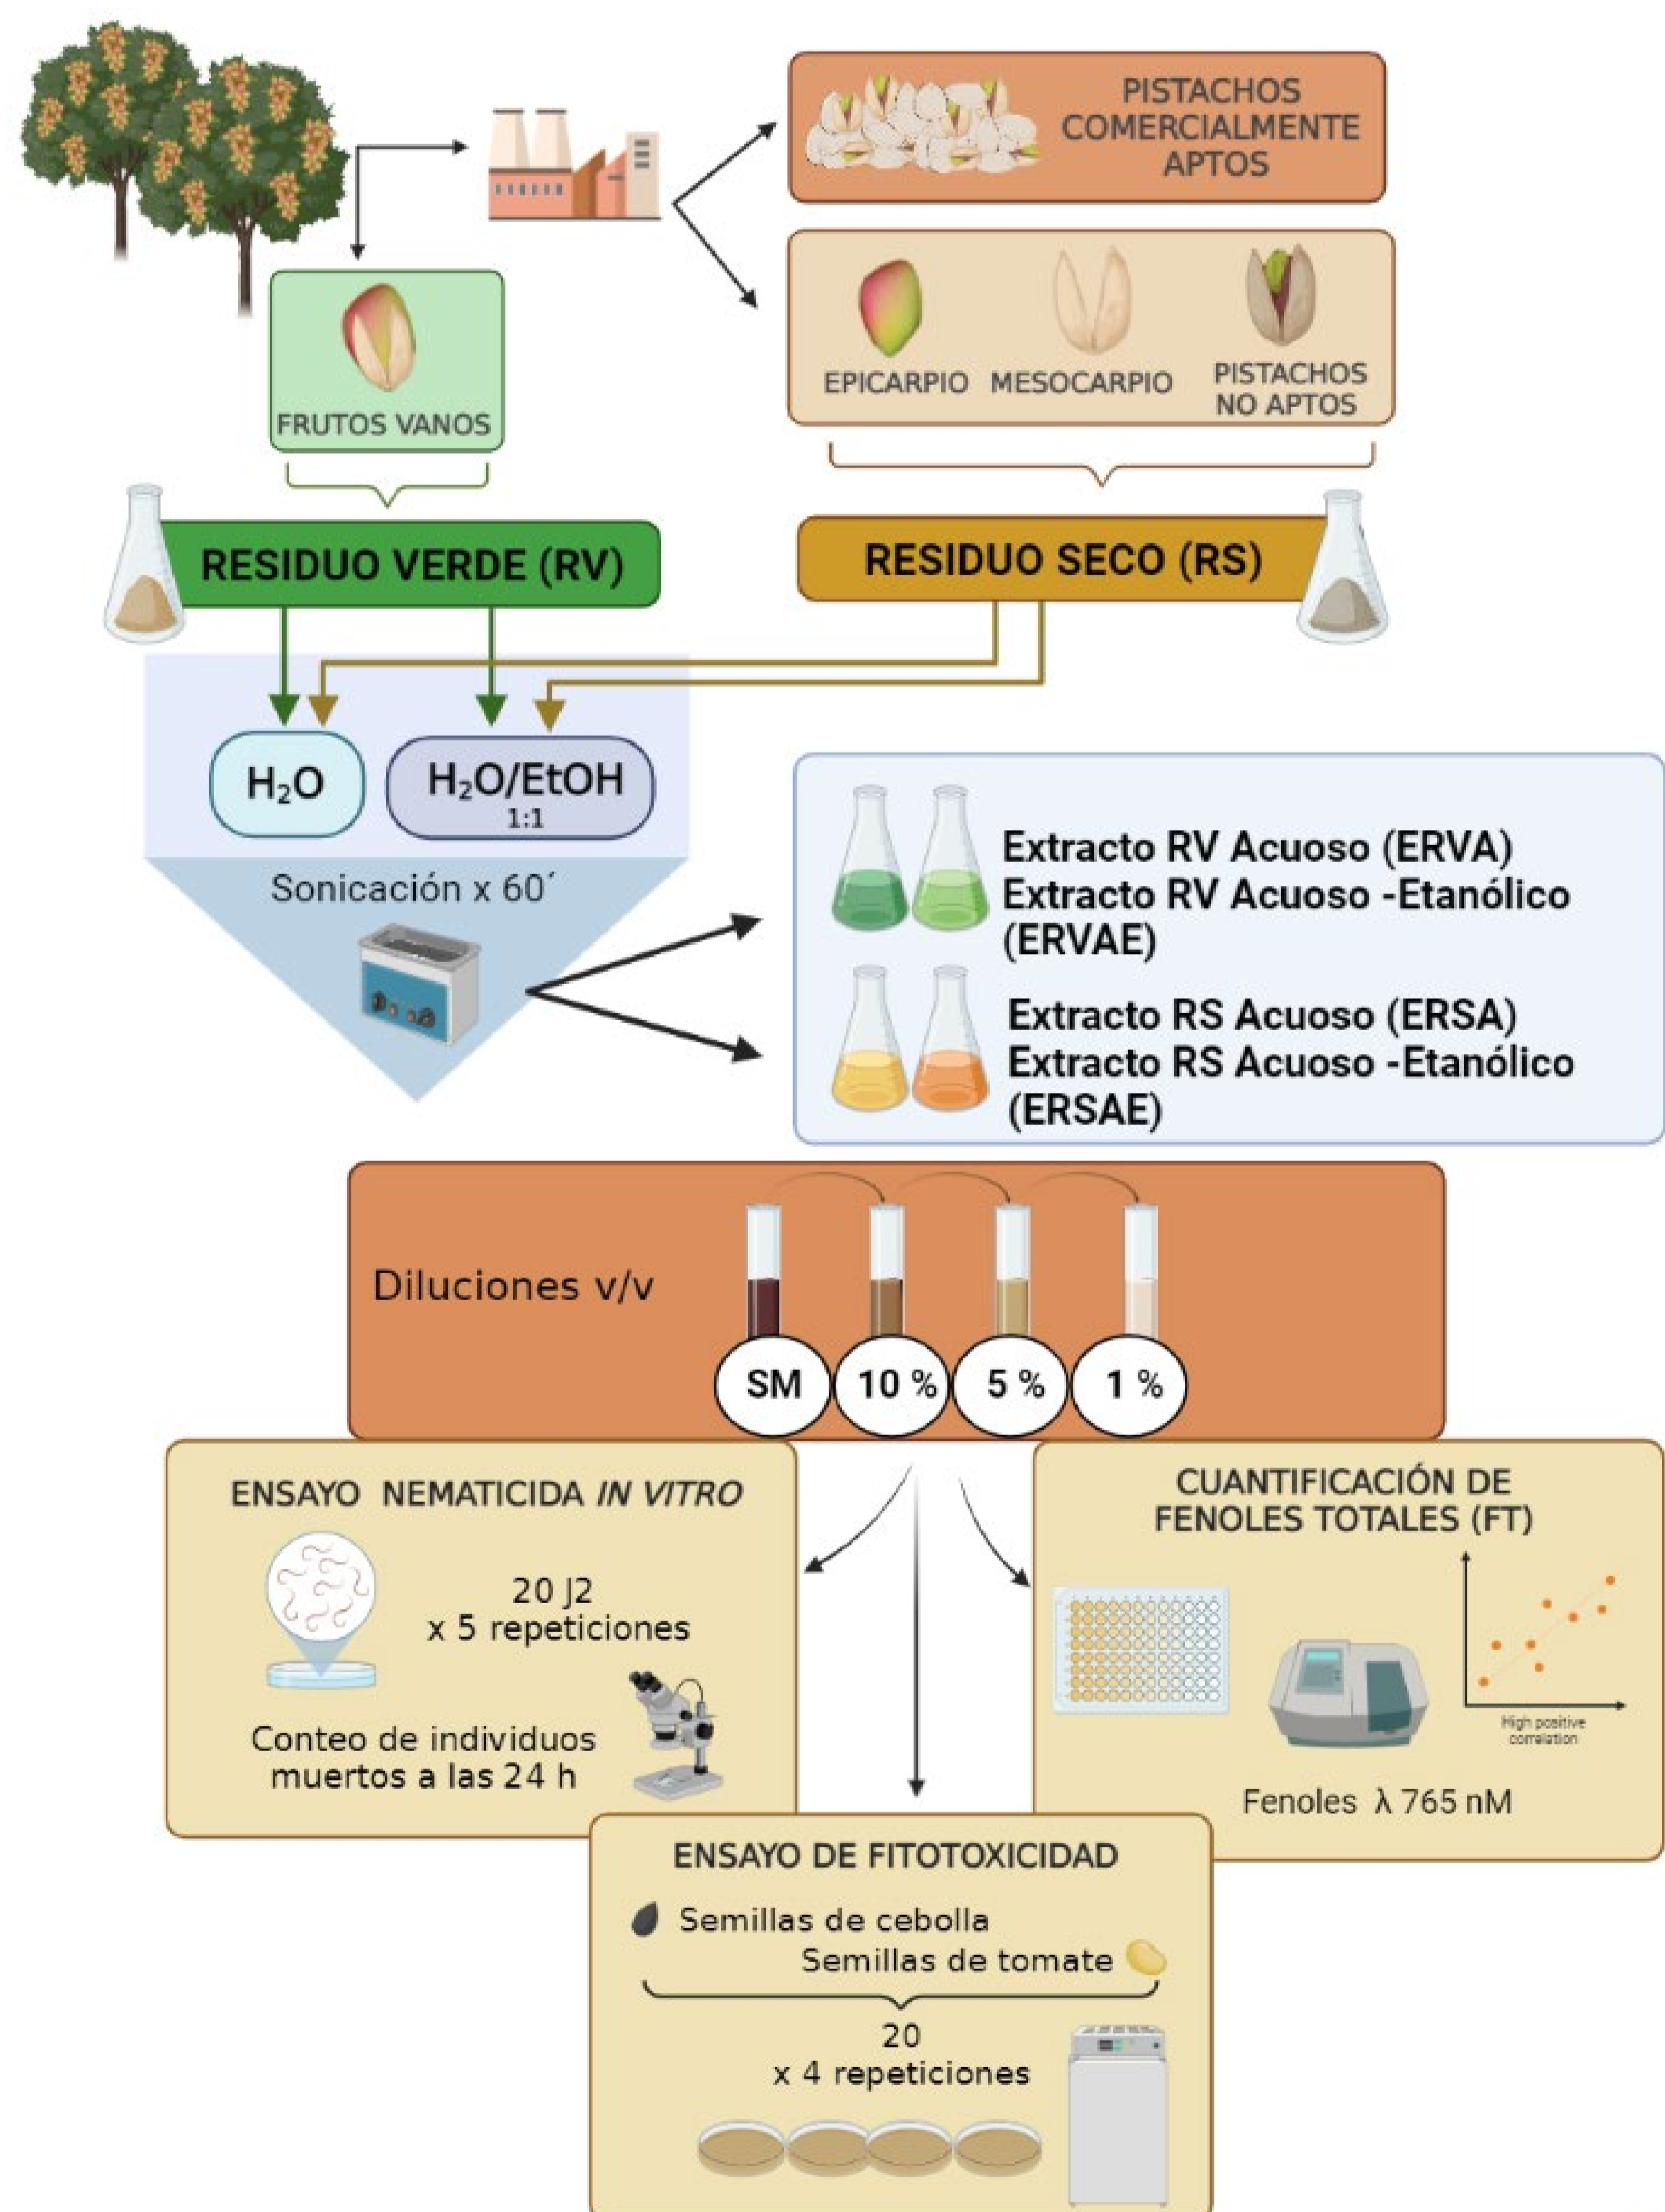 PISTACHOS
COMERCIALMENTE
APTOS
EPICARPIO
MESOCARPIO
PISTACHOS
NO APTOS
FRUTOS VANOS
RESIDUO VERDE (RV)
RESIDUO SECO (RS)
H₂O
H₂O/EtOH
1:1
Sonicación x 60´
Extracto RV Acuoso (ERVA)
Extracto RV Acuoso -Etanólico
(ERVAE)
Extracto RS Acuoso (ERSA)
Extracto RS Acuoso -Etanólico
(ERSAE)
Diluciones v/v
SM
10 %
5 %
1 %
ENSAYO NEMATICIDA IN VITRO
20 J2
x 5 repeticiones
Conteo de individuos
muertos a las 24 h
CUANTIFICACIÓN DE
FENOLES TOTALES (FT)
High positive
correlation
Fenoles λ 765 nM
ENSAYO DE FITOTOXICIDAD
Semillas de cebolla
Semillas de tomate
20
x 4 repeticiones